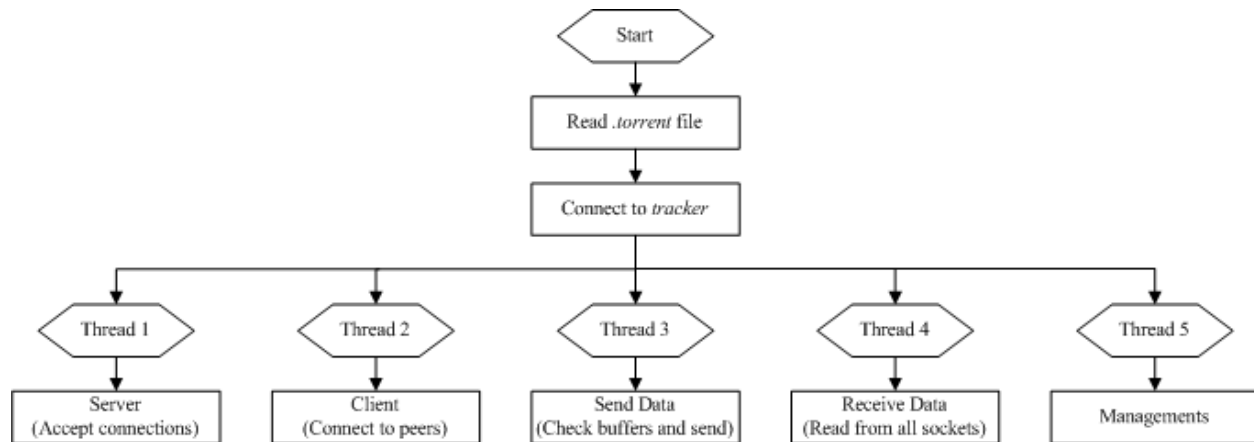 Start
Read .torrent file
Connect to tracker
Thread 1
Thread 2
Thread 3
Thread 4
Thread 5
Server
(Accept connections)
Client
(Connect to peers)
Send Data
(Check buffers and send)
Receive Data
(Read from all sockets)
Managements